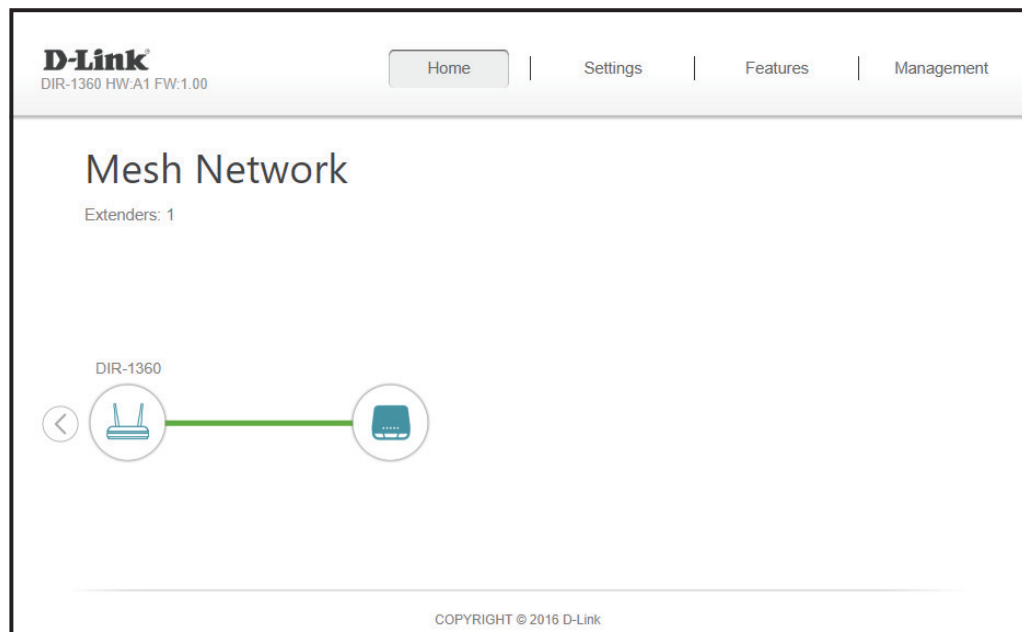 D-Link®
DIR-1360 HW:A1 FW:1.00
Home
Settings
Features
Management
Mesh Network
Extenders: 1
DIR-1360
COPYRIGHT © 2016 D-Link